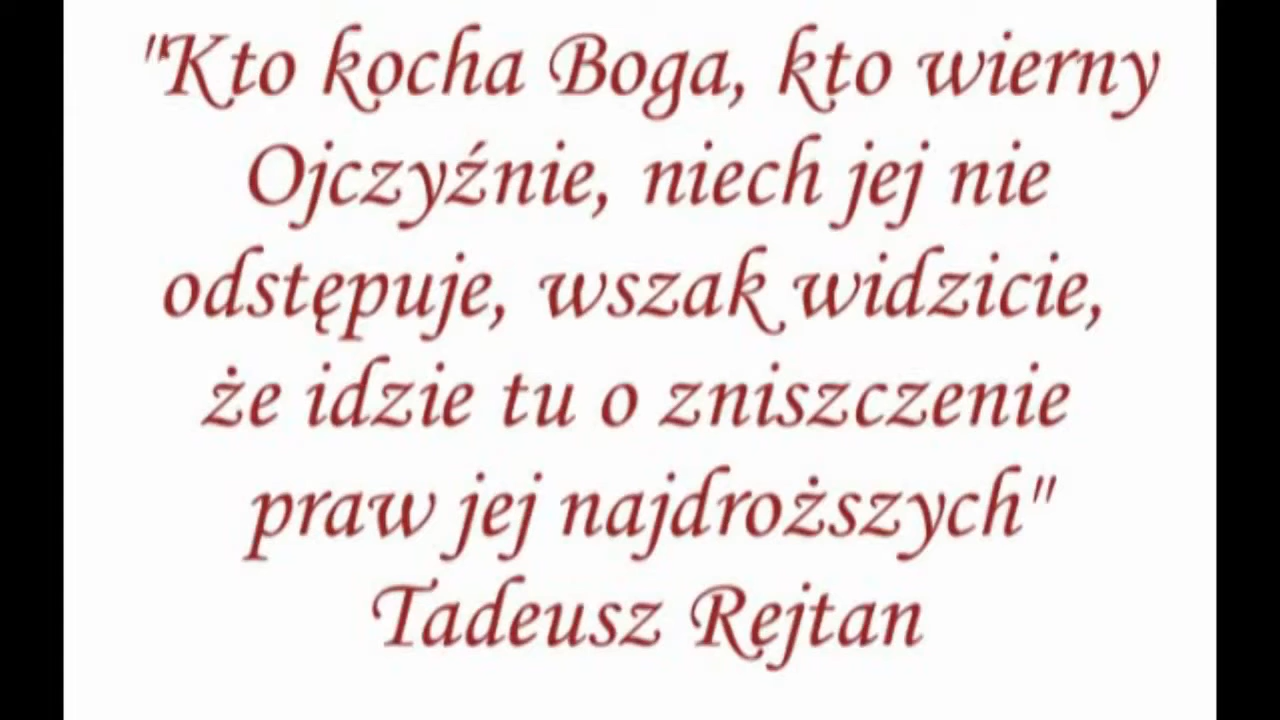 "Kto kocha Boga, kto wierny
Ojczyźnie, niech jej nie
odstępuje, wszak widzicie,
że idzie tu o zniszczenie
praw jej najdroższych"
Tadeusz Rejtan